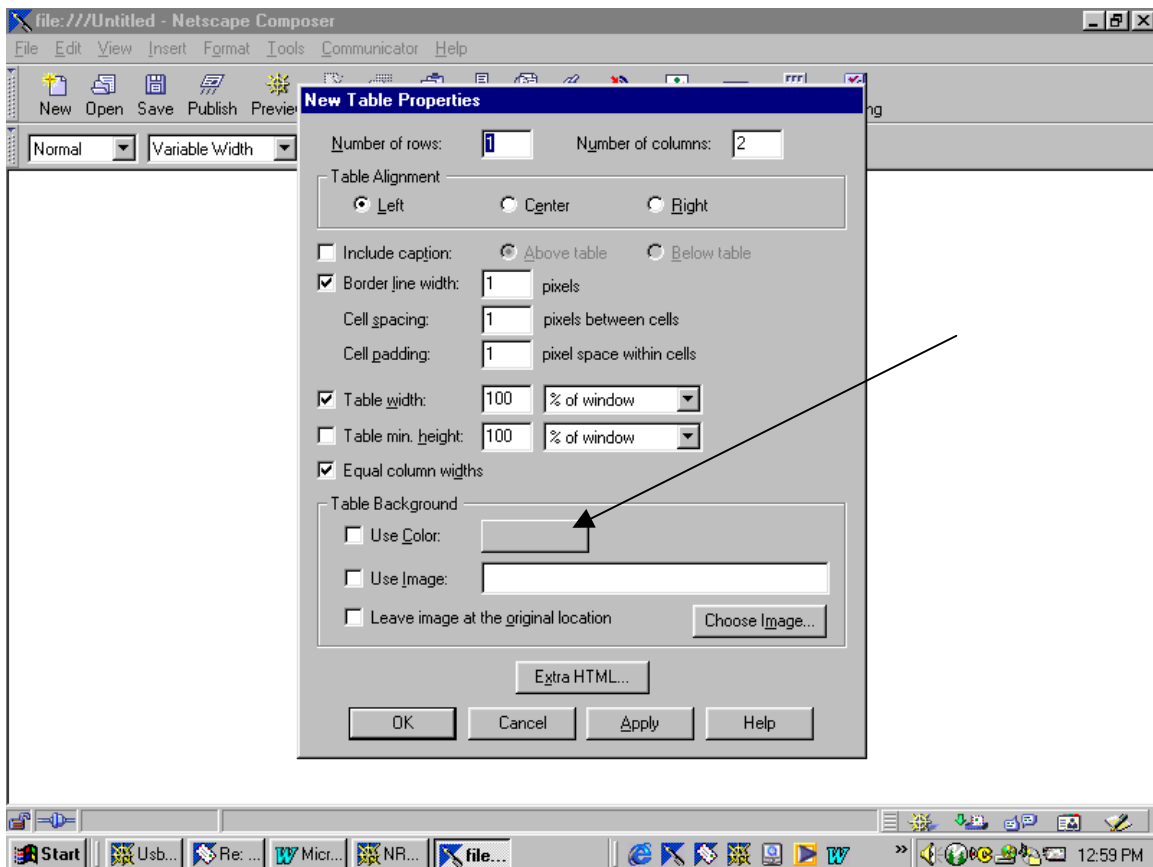 file:///Untitled - Netscape Composer
File Edit View Insert Format Tools Communicator Help
New Open Save Publish
New Table Properties
Normal Variable Width
Number of rows: 1 Number of columns: 2
Table Alignment
Left Center Right
Include caption: Above table Below table
Border line width: 1 pixels
Cell spacing: 1 pixels between cells
Cell padding: 1 pixel space within cells
Table width: 100 % of window
Table min. height: 100 % of window
Equal column widths
Table Background
Use Color:
Use Image:
Leave image at the original location Choose Image...
Extra HTML...
OK Cancel Apply Help
Start Usb... Re: ... Micr... NR... file... » 12:59 PM